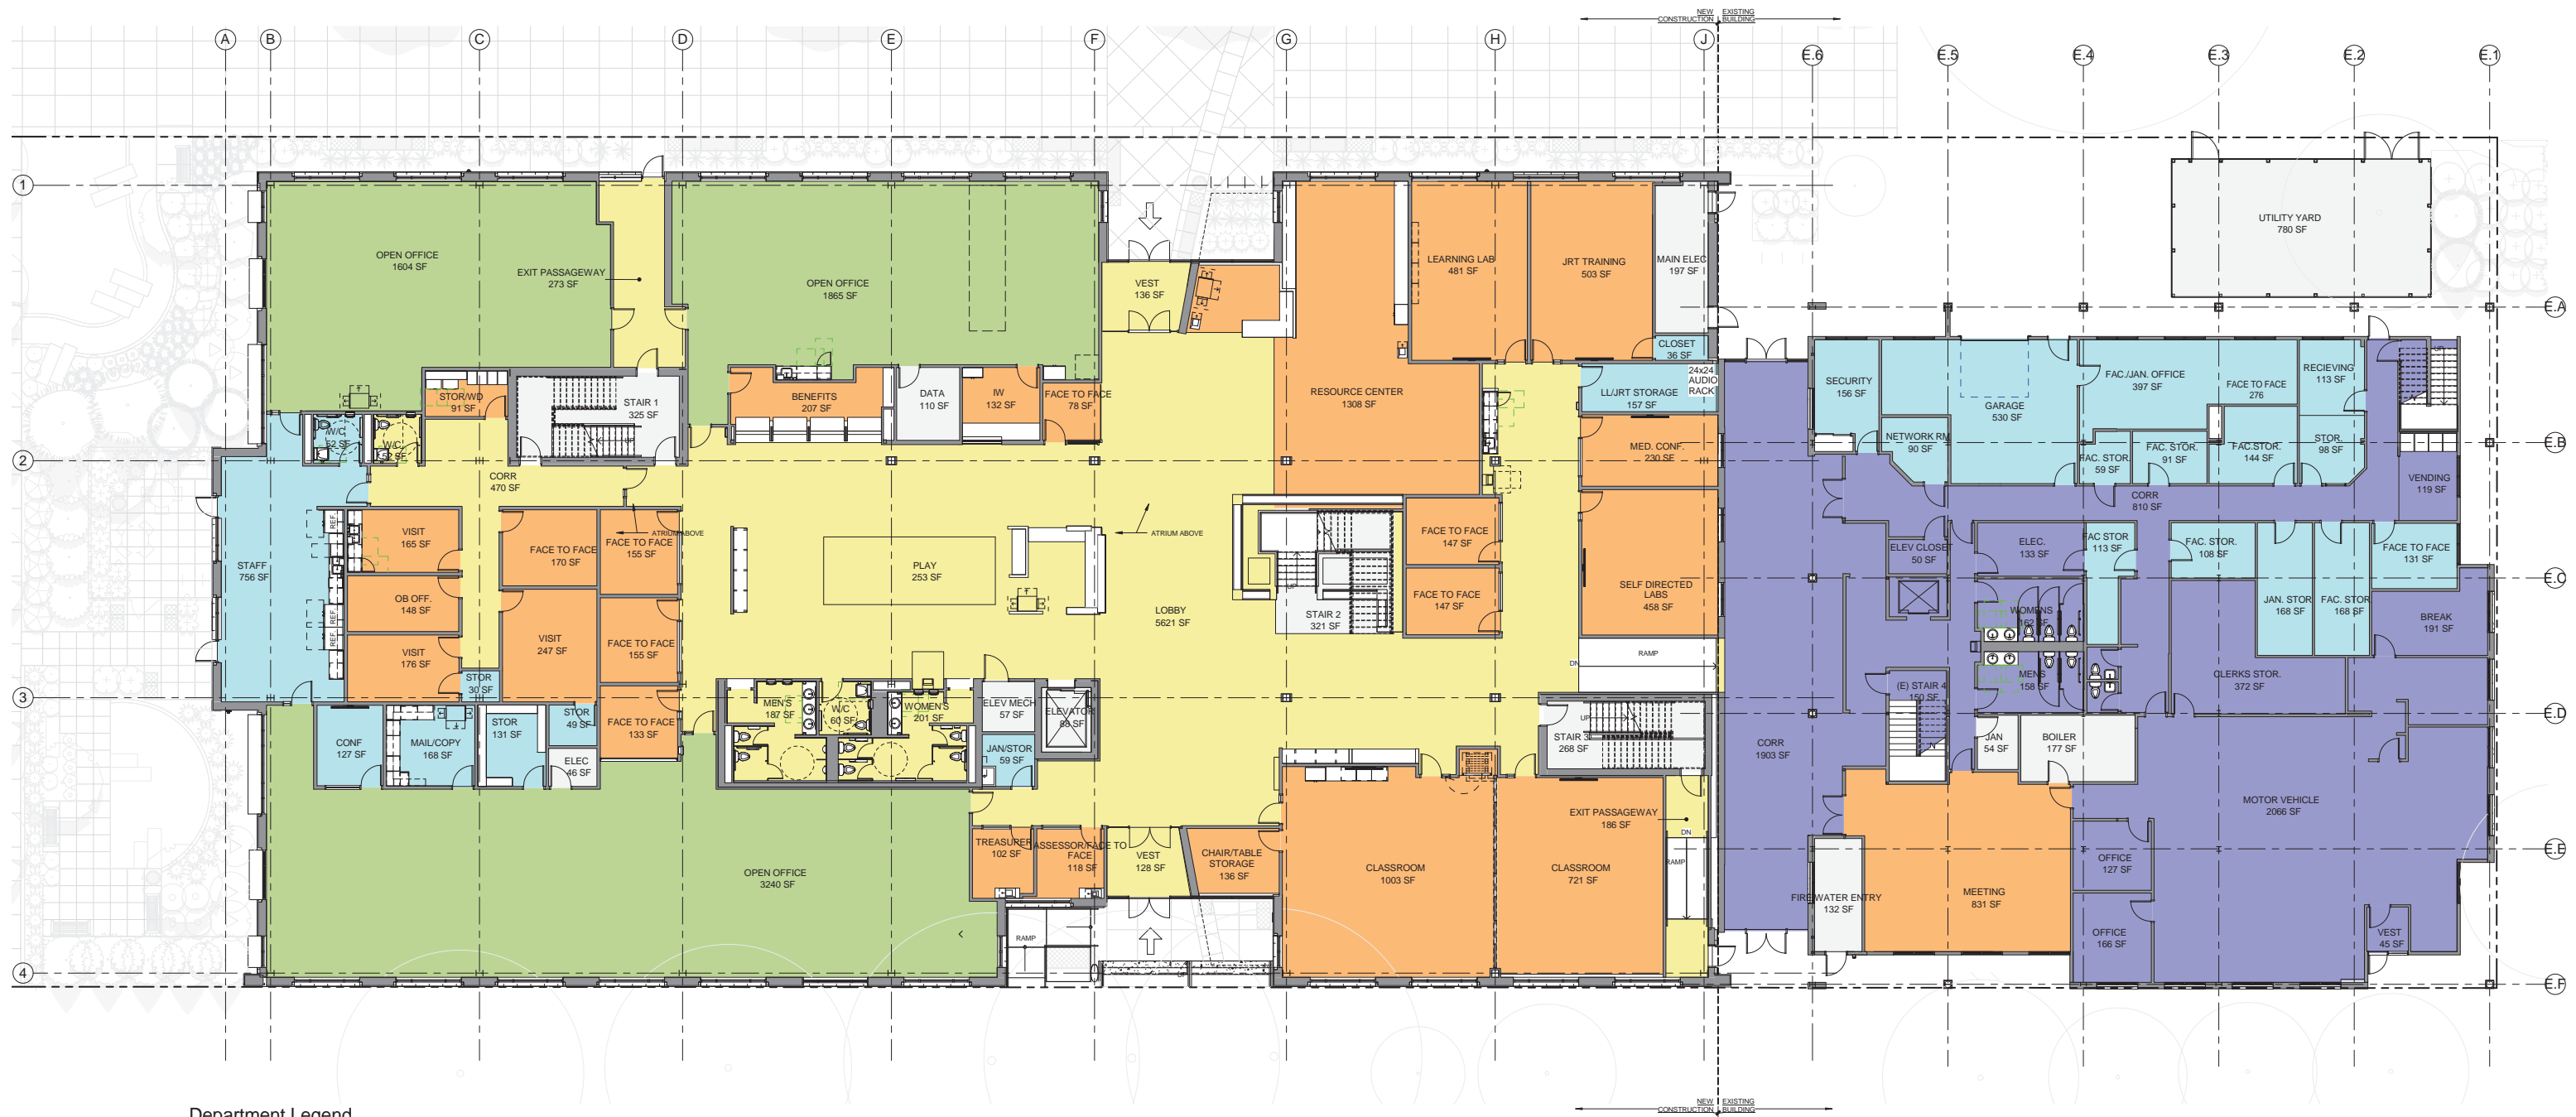 NEW EXISTING
CONSTRUCTION BUILDING
A
B
C
D
E
F
G
H
J
E.6
E.5
E.4
E.3
E.2
E.1
1
2
3
4
E.A
E.B
E.C
E.D
E.E
E.F
OPEN OFFICE
1604 SF
EXIT PASSAGEWAY
273 SF
OPEN OFFICE
1865 SF
VEST
136 SF
LEARNING LAB
481 SF
JRT TRAINING
503 SF
MAIN ELEC
197 SF
UTILITY YARD
780 SF
CLOSET
36 SF
STOR/WD
91 SF
STAIR 1
325 SF
UP
BENEFITS
207 SF
DATA
110 SF
IW
132 SF
FACE TO FACE
78 SF
RESOURCE CENTER
1308 SF
LL/JRT STORAGE
157 SF
24x24
AUDIO
RACK
SECURITY
156 SF
GARAGE
530 SF
FAC./JAN. OFFICE
397 SF
FACE TO FACE
276
RECIEVING
113 SF
UP
W/C
52 SF
W/C
NETWORK RM
90 SF
FAC. STOR.
59 SF
FAC. STOR.
91 SF
FAC.STOR.
144 SF
STOR.
98 SF
MED. CONF.
230 SF
VENDING
119 SF
CORR
470 SF
CORR
810 SF
STAFF
756 SF
REF.
REF.
REF.
VISIT
165 SF
FACE TO FACE
170 SF
FACE TO FACE
155 SF
ATRIUM ABOVE
ATRIUM ABOVE
FACE TO FACE
147 SF
PLAY
253 SF
LOBBY
5621 SF
UP
STAIR 2
321 SF
FACE TO FACE
147 SF
SELF DIRECTED
LABS
458 SF
ELEV CLOSET
50 SF
ELEC.
133 SF
FAC STOR
113 SF
FAC. STOR.
108 SF
FACE TO FACE
131 SF
JAN. STOR
168 SF
FAC. STOR
168 SF
BREAK
191 SF
WOMENS
162 SF
OB OFF.
148 SF
VISIT
247 SF
FACE TO FACE
155 SF
VISIT
176 SF
STOR
30 SF
RAMP
DN
MENS
158 SF
CLERKS STOR.
372 SF
(E) STAIR 4
150 SF
MEN'S
187 SF
W/C
60 SF
WOMEN'S
201 SF
ELEV MECH
57 SF
ELEVATOR
88 SF
STOR
49 SF
FACE TO FACE
133 SF
CONF
127 SF
MAIL/COPY
168 SF
STOR
131 SF
ELEC
46 SF
JAN/STOR
59 SF
UP
STAIR 3
268 SF
CORR
1903 SF
JAN
54 SF
BOILER
177 SF
MOTOR VEHICLE
2066 SF
EXIT PASSAGEWAY
186 SF
DN
RAMP
TREASURER
102 SF
ASSESSOR/FACE TO
FACE
118 SF
VEST
128 SF
CHAIR/TABLE
STORAGE
136 SF
CLASSROOM
1003 SF
CLASSROOM
721 SF
OPEN OFFICE
3240 SF
OFFICE
127 SF
MEETING
831 SF
FIRE WATER ENTRY
132 SF
OFFICE
166 SF
VEST
45 SF
RAMP
UP
NEW EXISTING
CONSTRUCTION BUILDING
Department Legend